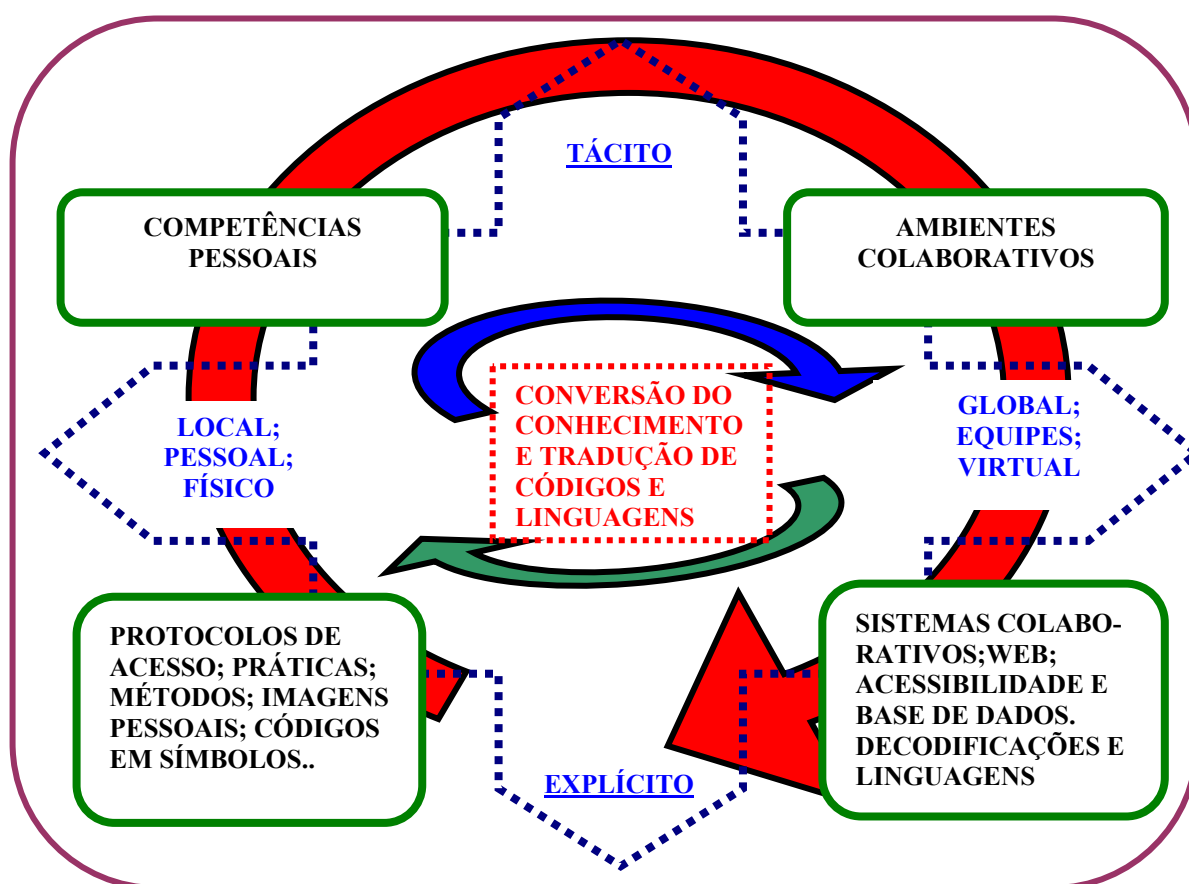 TÁCITO
COMPETÊNCIAS
PESSOAIS
AMBIENTES
COLABORATIVOS
LOCAL;
PESSOAL;
FÍSICO
CONVERSÃO DO
CONHECIMENTO
E TRADUÇÃO DE
CÓDIGOS E
LINGUAGENS
GLOBAL;
EQUIPES;
VIRTUAL
PROTOCOLOS DE
ACESSO; PRÁTICAS;
MÉTODOS; IMAGENS
PESSOAIS; CÓDIGOS
EM SÍMBOLOS..
EXPLÍCITO
SISTEMAS COLABO-
RATIVOS;WEB;
ACESSIBILIDADE E
BASE DE DADOS.
DECODIFICAÇÕES E
LINGUAGENS